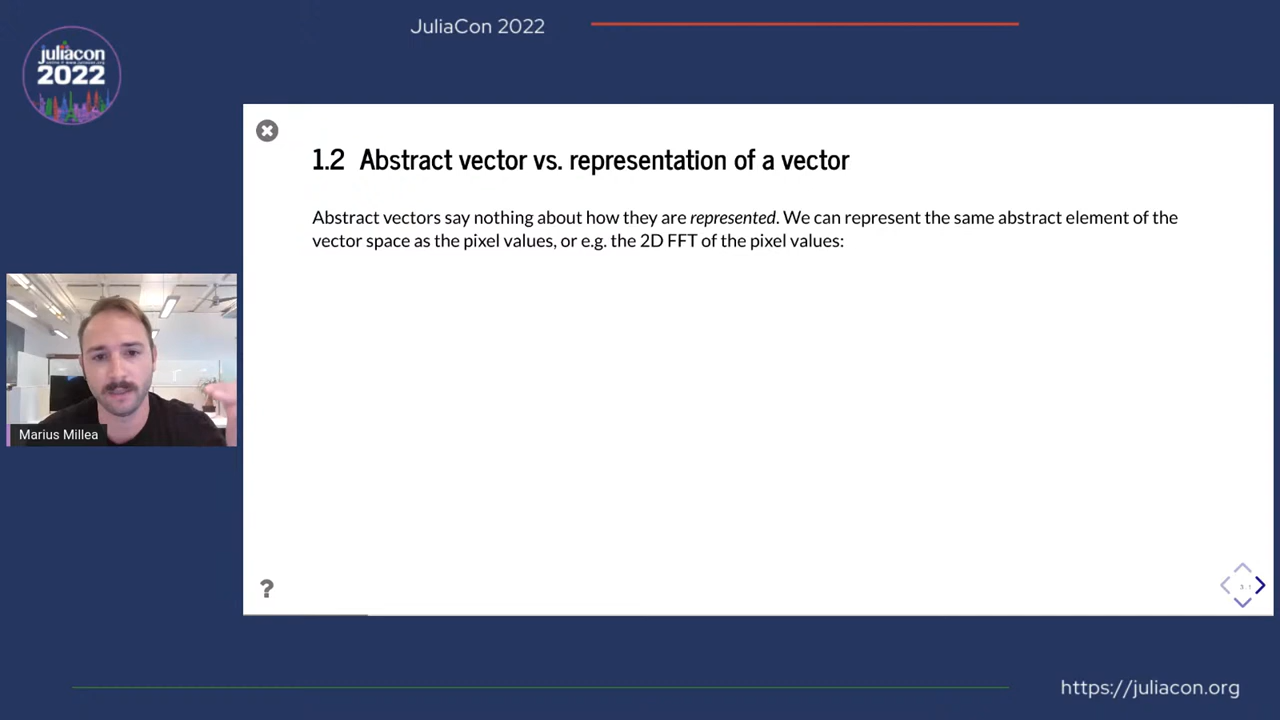 JuliaCon 2022
juliacon
2022
1.2 Abstract vector vs. representation of a vector
Abstract vectors say nothing about how they are represented. We can represent the same abstract element of the
vector space as the pixel values, or e.g. the 2D FFT of the pixel values:
Marius Millea
?
https://juliacon.org